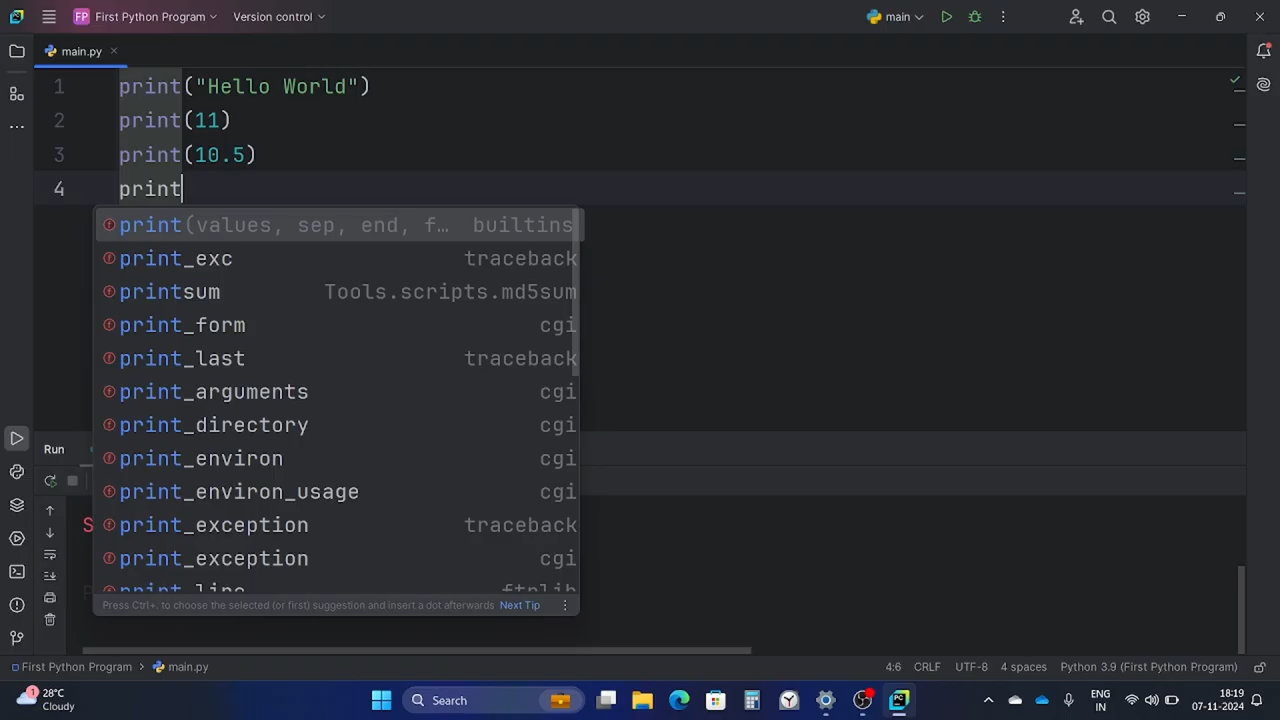 FP First Python Program Version control main
main.py
1 print("Hello World")
2 print(11)
3 print(10.5)
4 print
print(values, sep, end, f… builtins
print_exc traceback
printsum Tools.scripts.md5sum
print_form cgi
print_last traceback
print_arguments cgi
print_directory cgi
print_environ cgi
print_environ_usage cgi
print_exception traceback
print_exception cgi
Press Ctrl+. to choose the selected (or first) suggestion and insert a dot afterwards Next Tip
Run
First Python Program > main.py 4:6 CRLF UTF-8 4 spaces Python 3.9 (First Python Program)
1 28°C Search ENG 18:19
Cloudy IN 07-11-2024